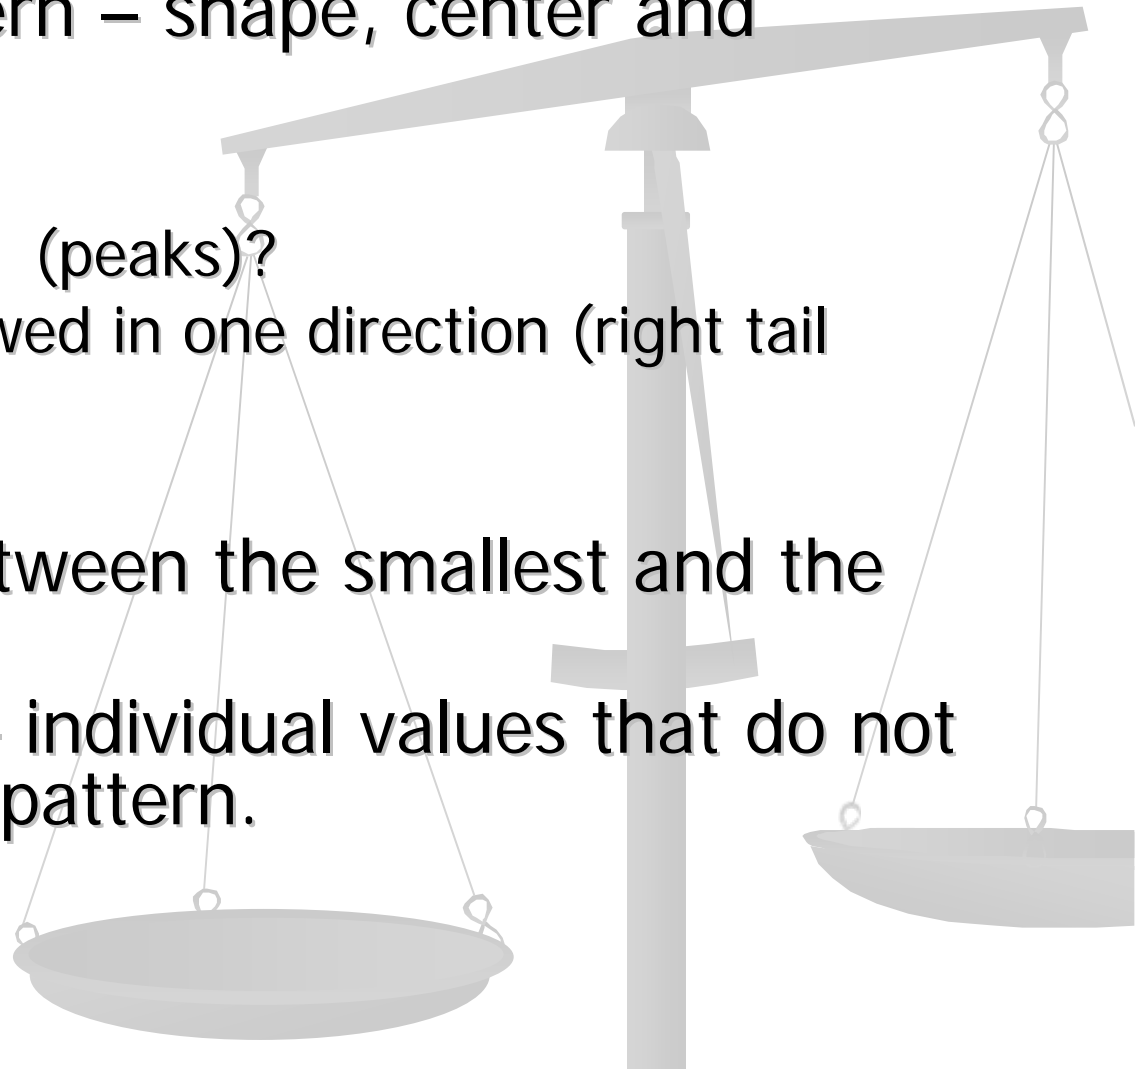 ern – shape, center and
(peaks)?
wed in one direction (right tail
tween the smallest and the
individual values that do not
pattern.